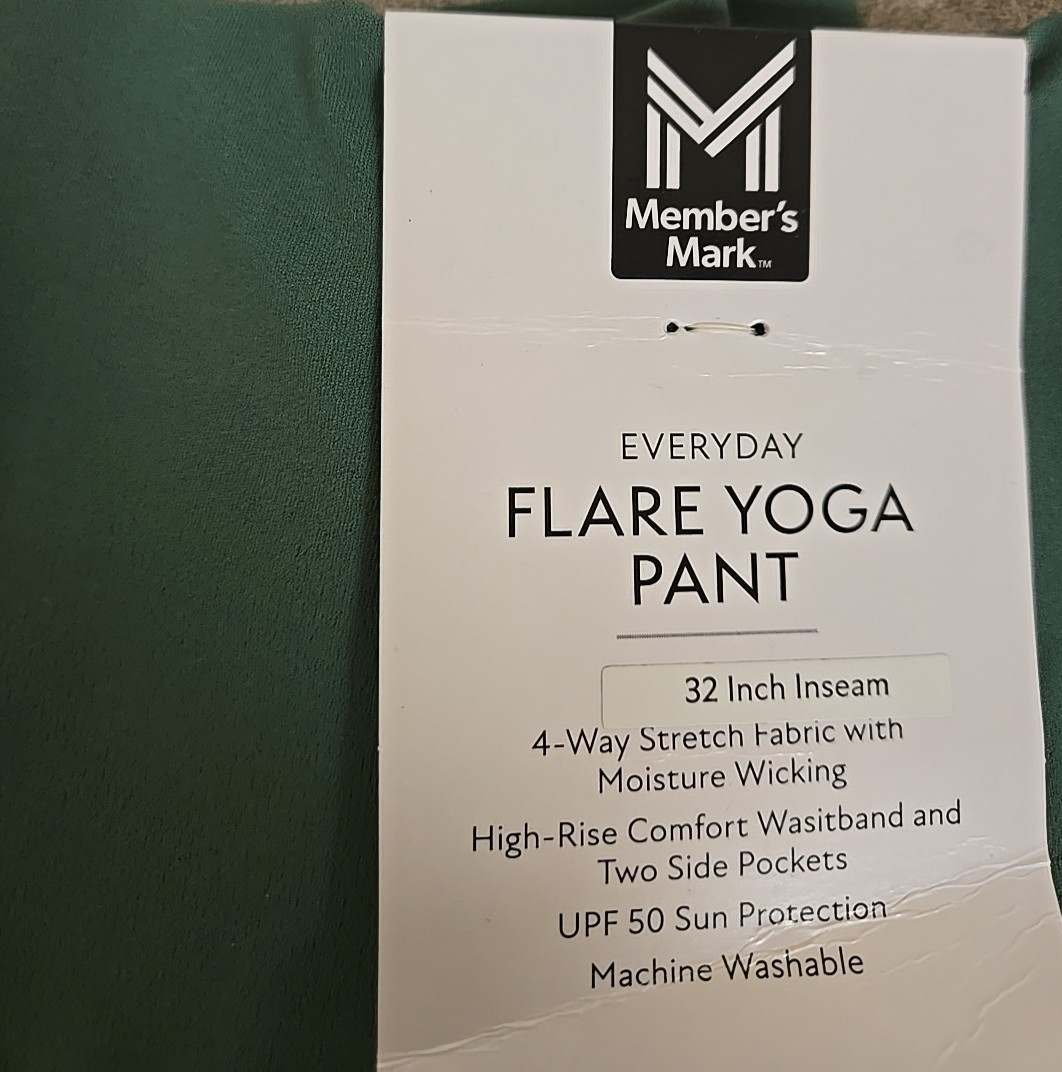 Member's
Mark™
EVERYDAY
FLARE YOGA
PANT
32 Inch Inseam
4-Way Stretch Fabric with
Moisture Wicking
High-Rise Comfort Wasitband and
Two Side Pockets
UPF 50 Sun Protection
Machine Washable